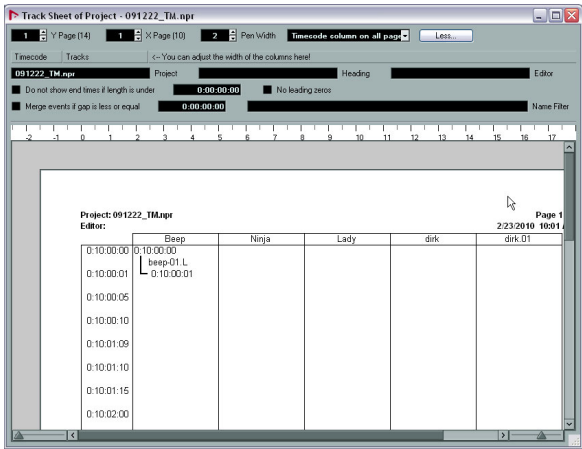 Track Sheet of Project - 091222_TM.npr
1 Y Page (14) 1 X Page (10) 2 Pen Width Timecode column on all page Less...
Timecode Tracks <-- You can adjust the width of the columns here!
091222_TM.npr Project Heading Editor
Do not show end times if length is under 0:00:00:00 No leading zeros
Merge events if gap is less or equal 0:00:00:00 Name Filter
-2 -1 0 1 2 3 4 5 6 7 8 9 10 11 12 13 14 15 16 17
Project: 091222_TM.npr Page 1
Editor: 2/23/2010 10:01
Beep Ninja Lady dirk dirk.01
0:10:00:00 0:10:00:00
beep-01.L
0:10:00:01 0:10:00:01
0:10:00:05
0:10:00:10
0:10:01:09
0:10:01:10
0:10:01:15
0:10:02:00